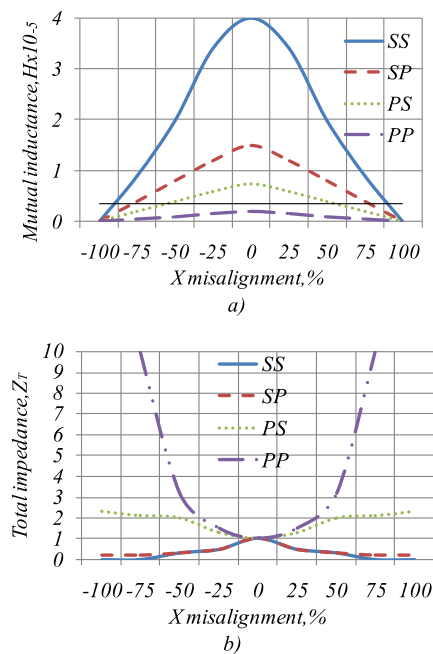 Mutual inductance,Hx10-5
4
3
2
1
0
SS
SP
PS
PP
-100 -75 -50 -25 0 25 50 75 100
X misalignment,%
a)
Total impedance,ZT
10
9
8
7
6
5
4
3
2
1
0
SS
SP
PS
PP
-100 -75 -50 -25 0 25 50 75 100
X misalignment,%
b)